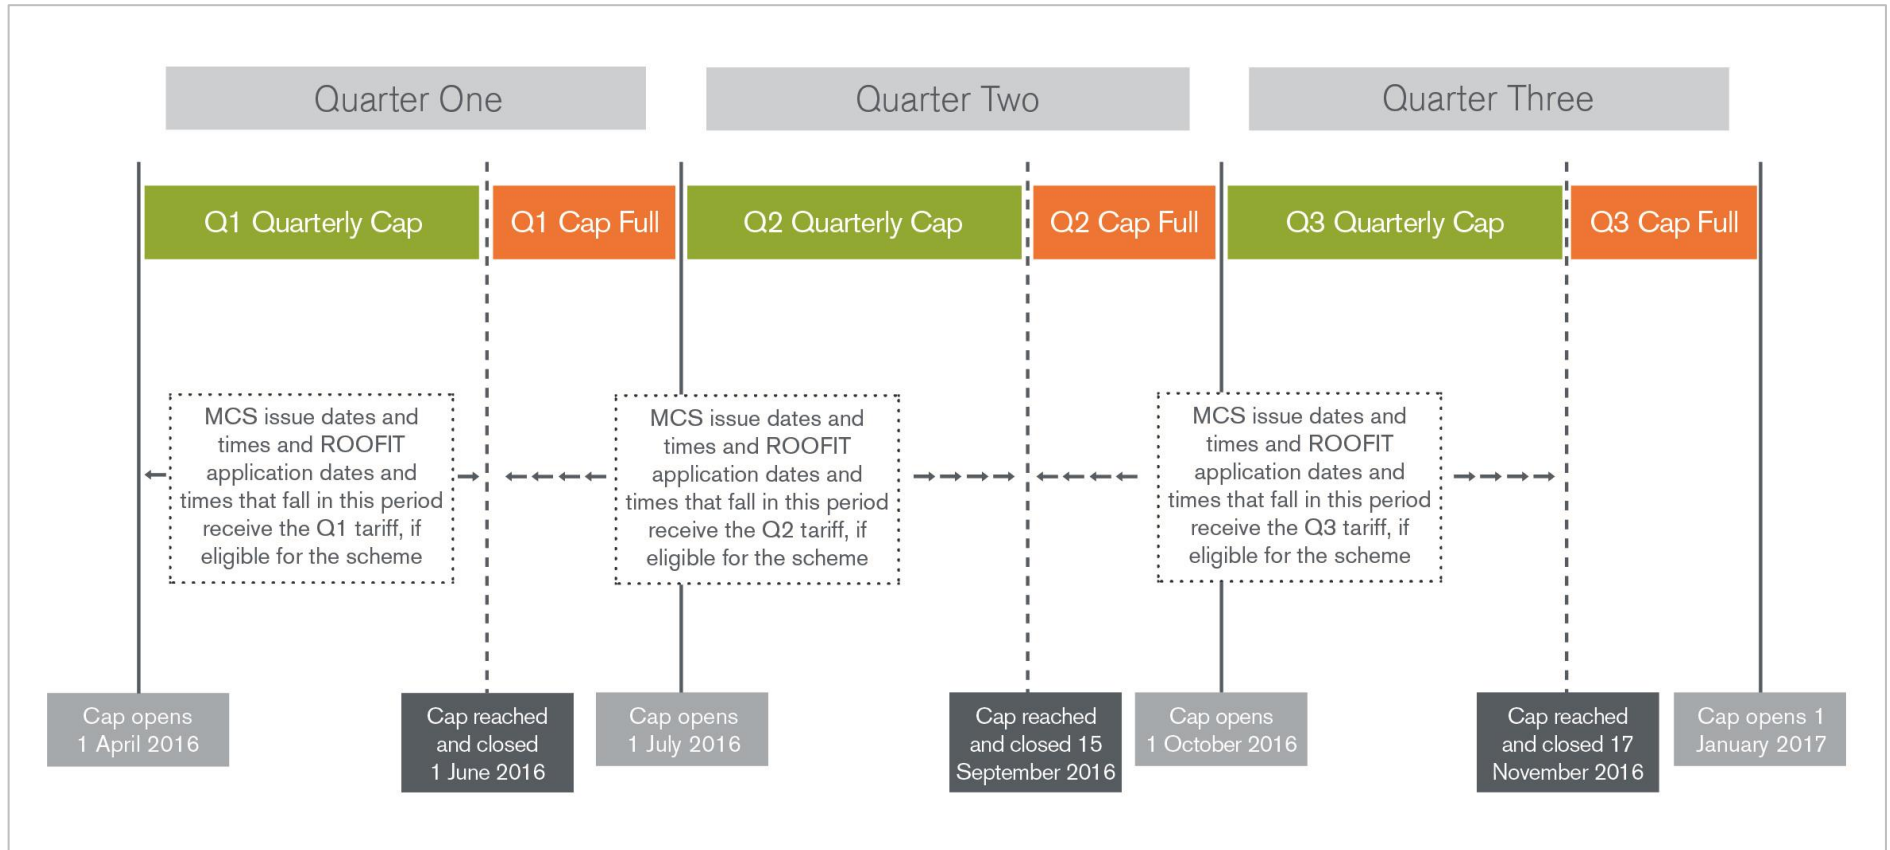 Quarter One
Quarter Two
Quarter Three
Q1 Quarterly Cap
Q1 Cap Full
Q2 Quarterly Cap
Q2 Cap Full
Q3 Quarterly Cap
Q3 Cap Full
MCS issue dates and
times and ROOFIT
application dates and
times that fall in this period
receive the Q1 tariff, if
eligible for the scheme
MCS issue dates and
times and ROOFIT
application dates and
times that fall in this period
receive the Q2 tariff, if
eligible for the scheme
MCS issue dates and
times and ROOFIT
application dates and
times that fall in this period
receive the Q3 tariff, if
eligible for the scheme
Cap opens
1 April 2016
Cap reached
and closed
1 June 2016
Cap opens
1 July 2016
Cap reached
and closed 15
September 2016
Cap opens
1 October 2016
Cap reached
and closed 17
November 2016
Cap opens 1
January 2017